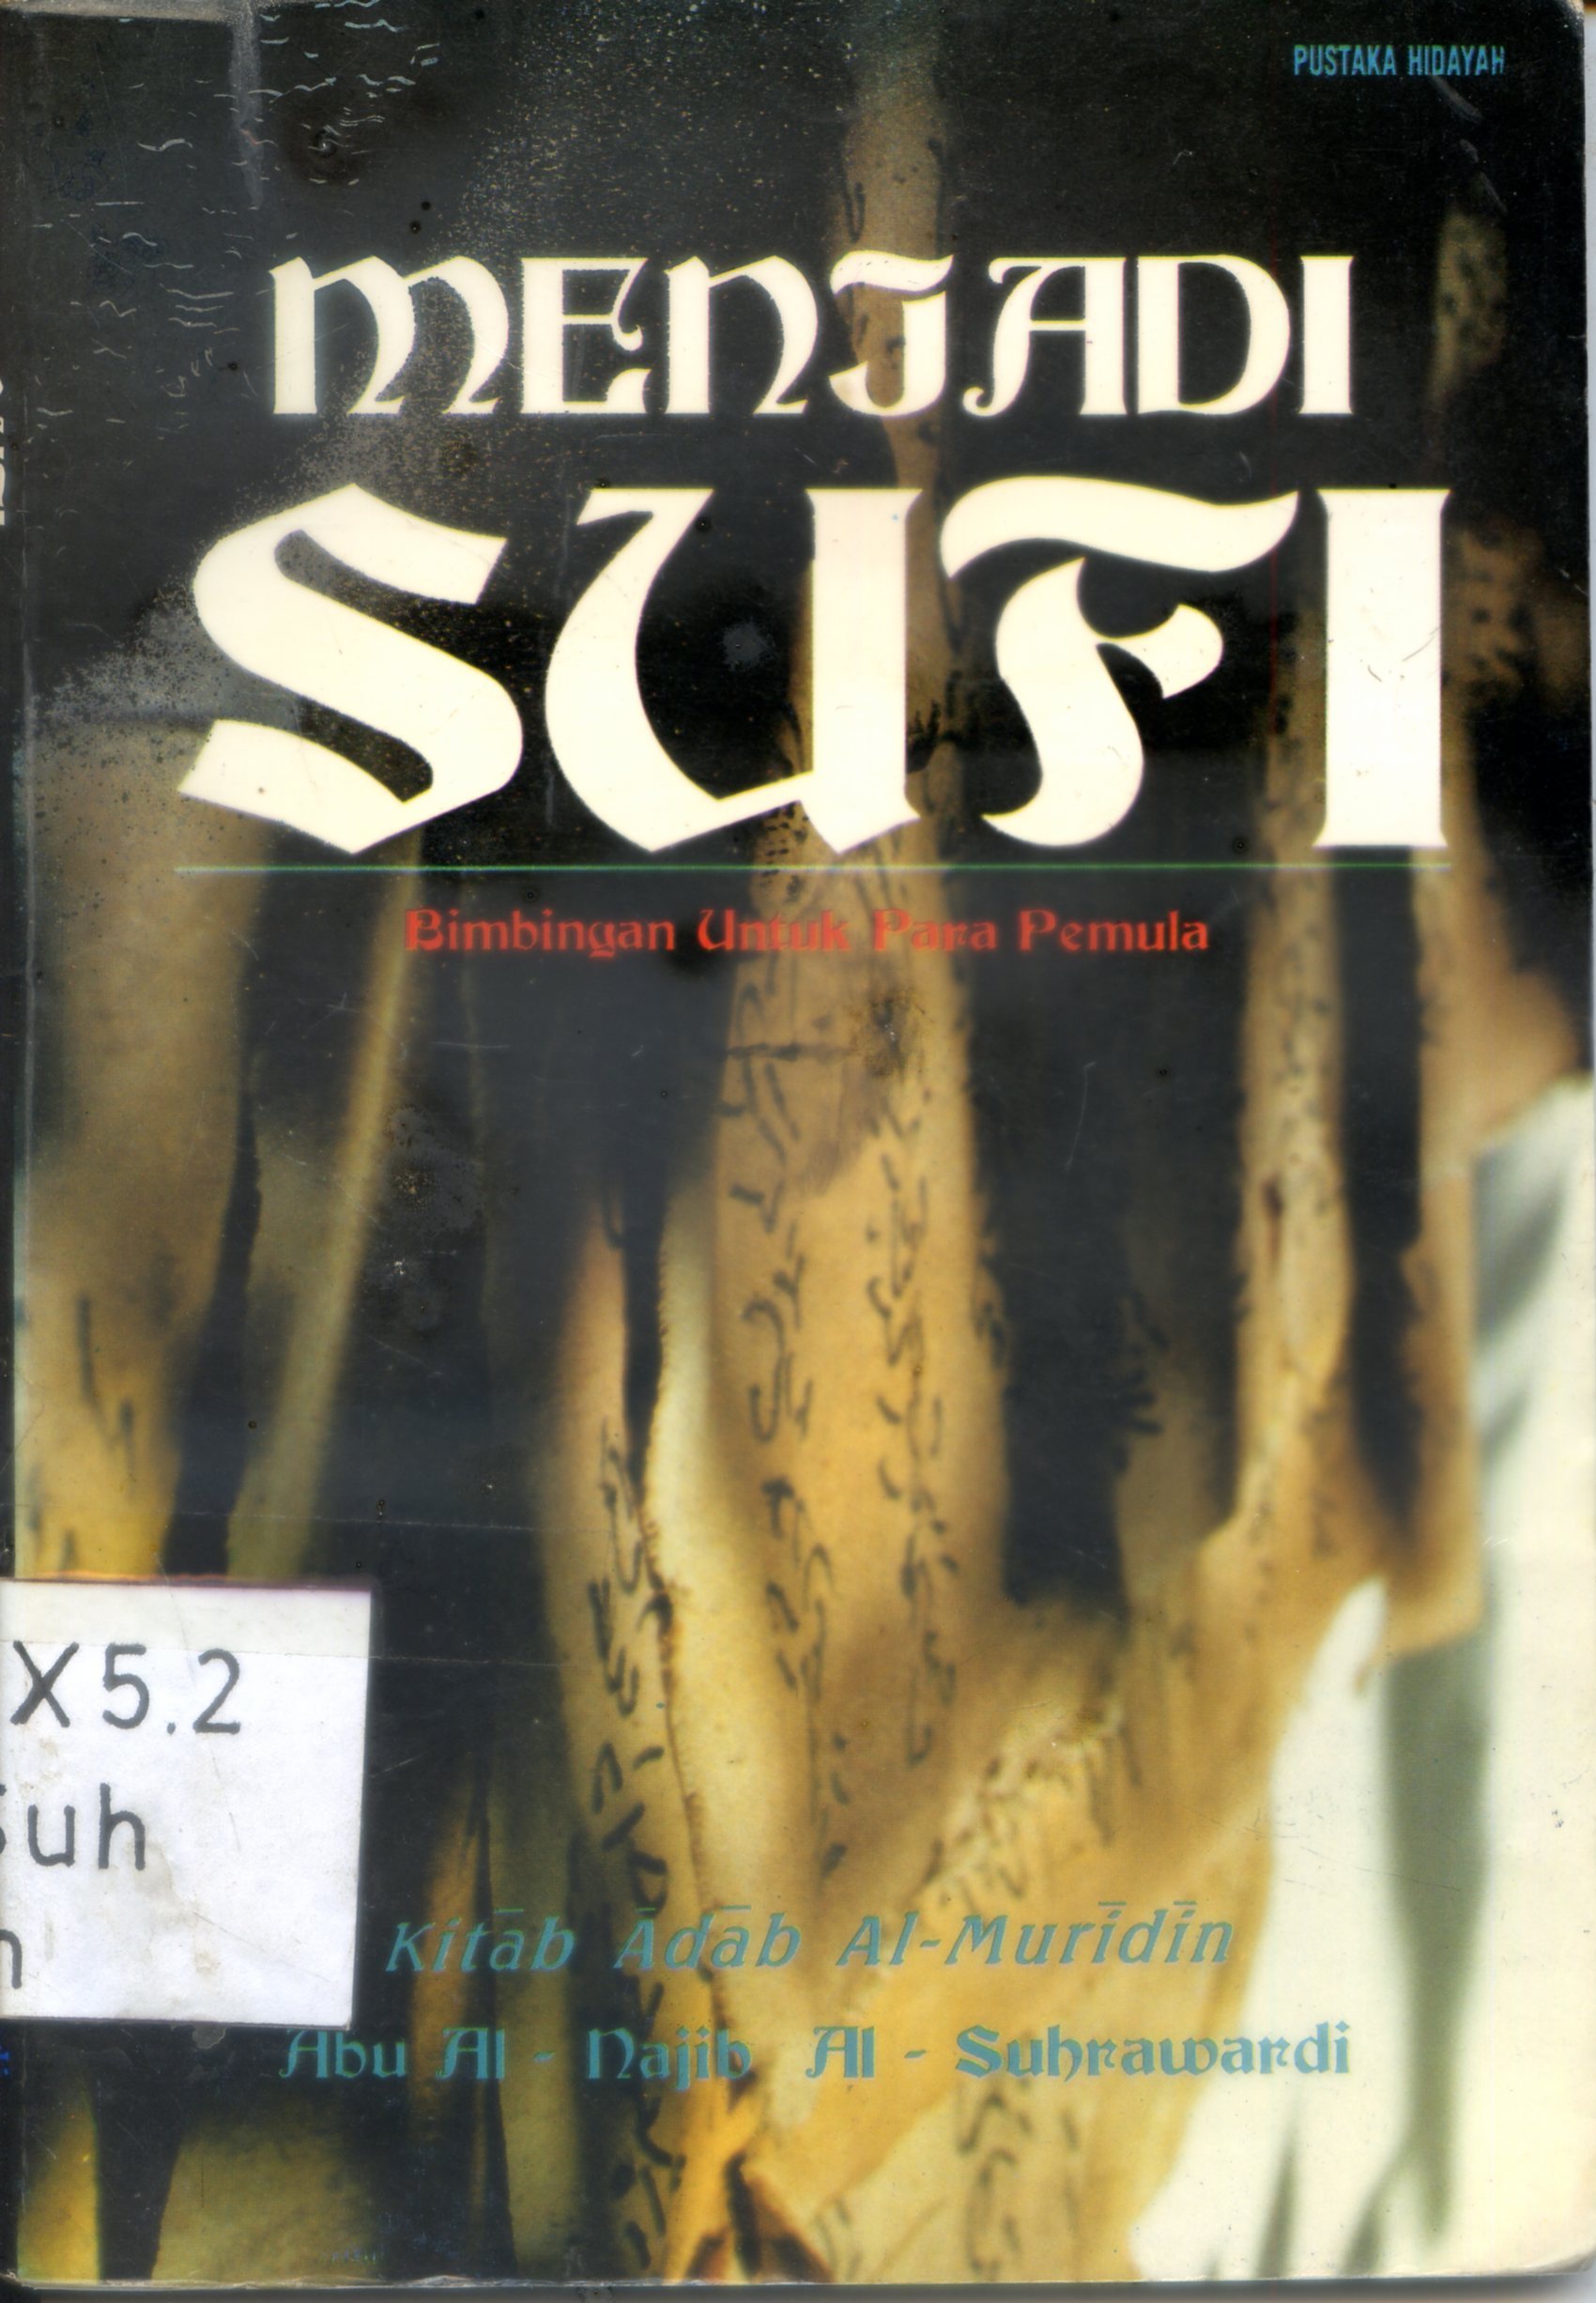 PUSTAKA HIDAYAH
MENJADI
SUFI
Bimbingan Untuk Para Pemula
X5.2
uh
Kitāb Ādāb Al-Murīdīn
Abu Al - Najib Al - Suhrawardi